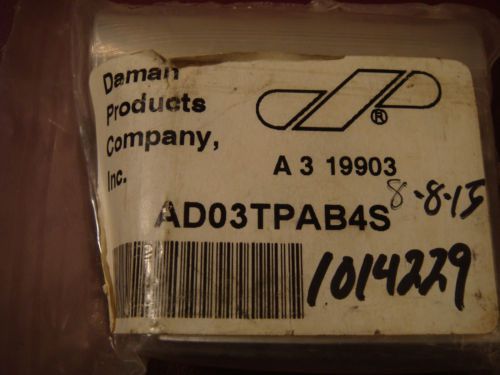 Daman
Products
Company,
Inc.
®
A 3 19903
8-8-15
AD03TPAB4S
1014229